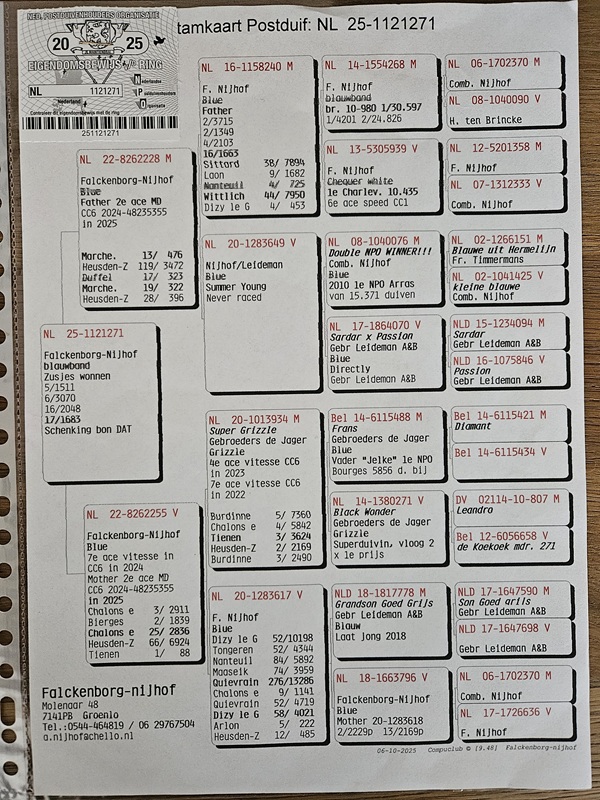 NED. POSTDUIVENHOUDERS ORGANISATIE
20 25
EIGENDOMSBEWIJS RING
NL 1121271
Nederland
Nederlandse
Postduivenhouders
Organisatie
Controleer dit eigendomsbewijs met de ring
251121271
tamkaart Postduif: NL 25-1121271
NL 25-1121271
Falckenborg-Nijhof
blauwband
Zusjes wonnen
5/1511
6/3070
16/2048
17/1683
Schenking bon DAT
NL 22-8262228 M
Falckenborg-Nijhof
Blue
Father 2e ace MD
CC6 2024-48235355
in 2025
Marche. 13/ 476
Heusden-Z 119/ 3472
Duffel 17/ 323
Marche. 19/ 322
Heusden-Z 28/ 396
NL 22-8262255 V
Falckenborg-Nijhof
Blue
7e ace vitesse in
CC6 in 2024
Mother 2e ace MD
CC6 2024-48235355
in 2025
Chalons e 3/ 2911
Bierges 2/ 1839
Chalons e 25/ 2836
Heusden-Z 66/ 6924
Tienen 1/ 88
NL 16-1158240 M
F. Nijhof
Blue
Father
2/3715
2/1349
4/2103
16/1663
Sittard 38/ 7894
Laon 9/ 1682
Nanteuil 4/ 725
Wittlich 44/ 7950
Dizy le G 4/ 453
NL 20-1283649 V
Nijhof/Leideman
Blue
Summer Young
Never raced
NL 20-1013934 M
Super Grizzle
Gebroeders de Jager
Grizzle
4e ace vitesse CC6
in 2023
7e ace vitesse CC6
in 2022
Burdinne 5/ 7360
Chalons e 4/ 5842
Tienen 3/ 3624
Heusden-Z 2/ 2169
Burdinne 3/ 2490
NL 20-1283617 V
F. Nijhof
Blue
Dizy le G 52/10198
Tongeren 52/ 4344
Nanteuil 84/ 5892
Maaseik 74/ 3959
Quievrain 276/13286
Chalons e 9/ 1141
Quievrain 52/ 4719
Dizy le G 58/ 4021
Arlon 5/ 222
Heusden-Z 12/ 485
NL 14-1554268 M
F. Nijhof
blauwband
br. 10-980 1/30.597
1/4201 2/24.826
NL 13-5305939 V
F. Nijhof
Chequer white
1e Charlev. 10.435
6e ace speed CC1
NL 08-1040076 M
Double NPO WINNER!!!
Comb. Nijhof
Blue
2010 1e NPO Arras
van 15.371 duiven
NL 17-1864070 V
Sardar x Passion
Gebr Leideman A&B
Blue
Directly
Gebr Leideman A&B
Bel 14-6115488 M
Frans
Gebroeders de Jager
Blue
Vader "Jelke" 1e NPO
Bourges 5856 d. bij
NL 14-1380271 V
Black Wonder
Gebroeders de Jager
Grizzle
Superduivin, vloog 2
x 1e prijs
NLD 18-1817778 M
Grandson Goed Grijs
Gebr Leideman A&B
Blauw
Laat jong 2018
NL 18-1663796 V
Falckenborg-Nijhof
Blue
Mother 20-1283618
2/2229p 13/2169p
NL 06-1702370 M
Comb. Nijhof
NL 08-1040090 V
H. ten Brincke
NL 12-5201358 M
F. Nijhof
NL 07-1312333 V
Comb. Nijhof
NL 02-1266151 M
Blauwe uit Hermelijn
Fr. Timmermans
NL 02-1041425 V
kleine blauwe
Comb. Nijhof
NLD 15-1234094 M
Sardar
Gebr Leideman A&B
NLD 16-1075846 V
Passion
Gebr Leideman A&B
Bel 14-6115421 M
Diamant
Bel 14-6115434 V
DV 02114-10-807 M
Leandro
Bel 12-6056658 V
de Koekoek mdr. 271
NLD 17-1647590 M
Son Goed grijs
Gebr Leideman A&B
NLD 17-1647698 V
Gebr Leideman A&B
NL 06-1702370 M
Comb. Nijhof
NL 17-1726636 V
F. Nijhof
Falckenborg-nijhof
Molenaar 48
7141PB Groenlo
Tel.:0544-464819 / 06 29767504
a.nijhof@chello.nl
06-10-2025 Compuclub © [9.48] Falckenborg-nijhof